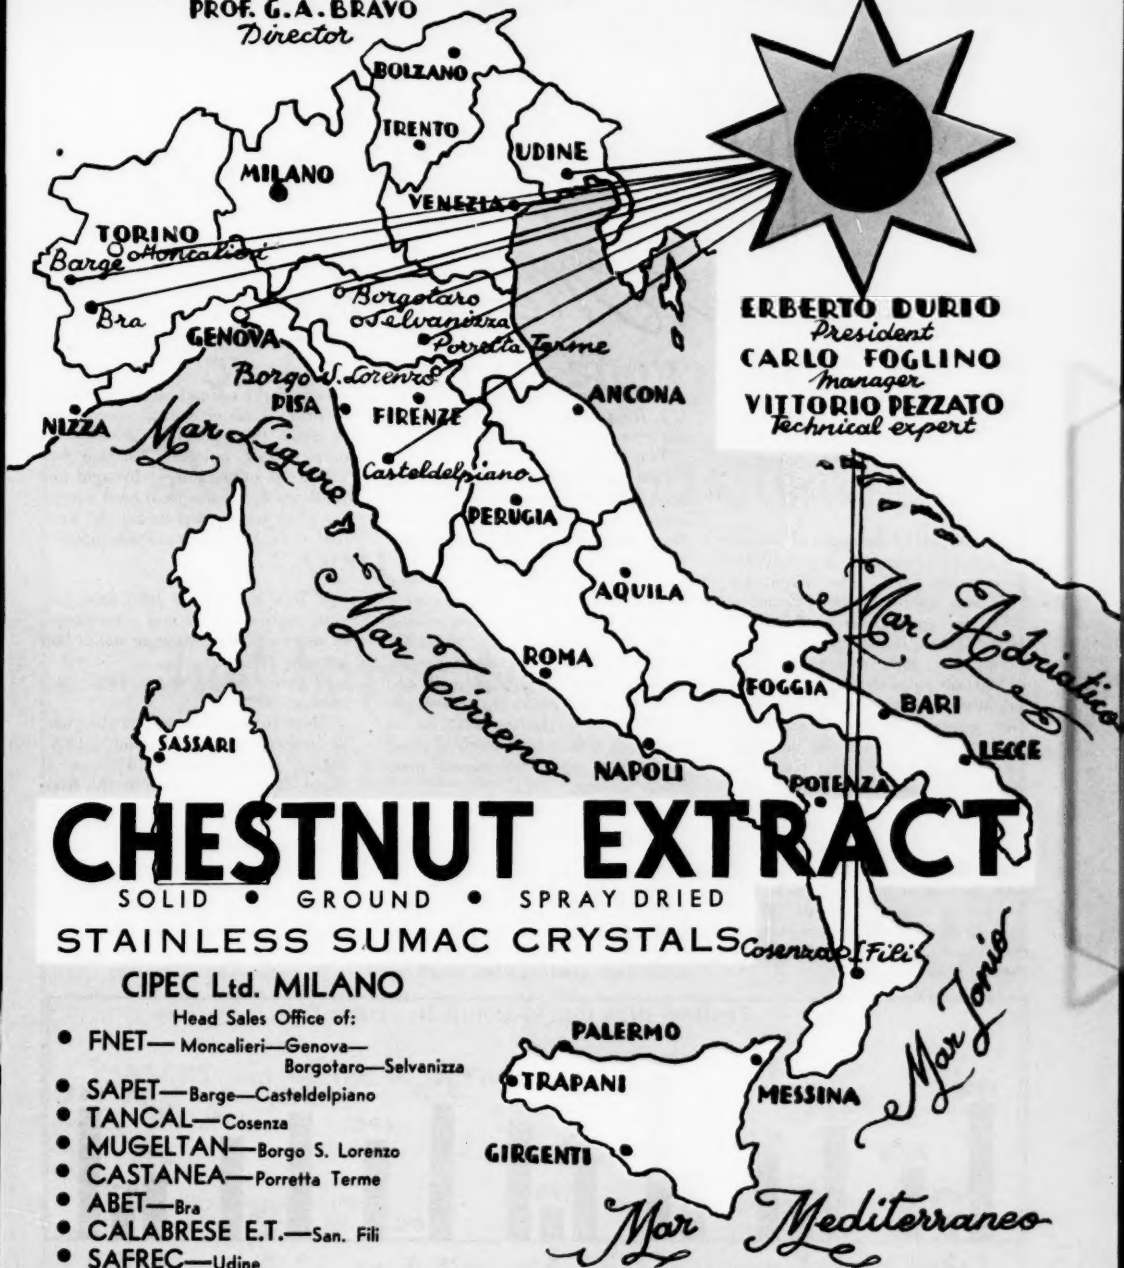 PROF. G.A. BRAVO
Director
BOLZANO
TRENTO
UDINE
MILANO
VENEZIA
TORINO
Moncalieri
Barge
Bra
GENOVA
Borgotaro
Selvanizza
Porretta Terme
Borgo S. Lorenzo
PISA
FIRENZE
ANCONA
NIZZA
Mar Ligure
Casteldelpiano
PERUGIA
ERBERTO DURIO
President
CARLO FOGLINO
Manager
VITTORIO PEZZATO
Technical expert
AQUILA
Mar Adriatico
Mar Tirreno
ROMA
FOGGIA
BARI
SASSARI
NAPOLI
LECCE
POTENZA
CHESTNUT EXTRACT
SOLID • GROUND • SPRAY DRIED
STAINLESS SUMAC CRYSTALS
Cosenza S. Fili
CIPEC Ltd. MILANO
Head Sales Office of:
• FNET—Moncalieri—Genova—
Borgotaro—Selvanizza
• SAPET—Barge—Casteldelpiano
• TANCAL—Cosenza
• MUGELTAN—Borgo S. Lorenzo
• CASTANEA—Porretta Terme
• ABET—Bra
• CALABRESE E.T.—San. Fili
• SAFREC—Udine
Mar Jonio
PALERMO
TRAPANI
MESSINA
GIRGENTI
Mar Mediterraneo